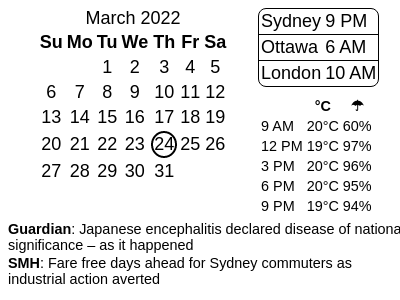 March 2022
Su Mo Tu We Th Fr Sa
1 2 3 4 5
6 7 8 9 10 11 12
13 14 15 16 17 18 19
20 21 22 23 24 25 26
27 28 29 30 31
Sydney 9 PM
Ottawa 6 AM
London 10 AM
°C ☂
9 AM 20°C 60%
12 PM 19°C 97%
3 PM 20°C 96%
6 PM 20°C 95%
9 PM 19°C 94%
Guardian: Japanese encephalitis declared disease of nationa
significance – as it happened
SMH: Fare free days ahead for Sydney commuters as
industrial action averted